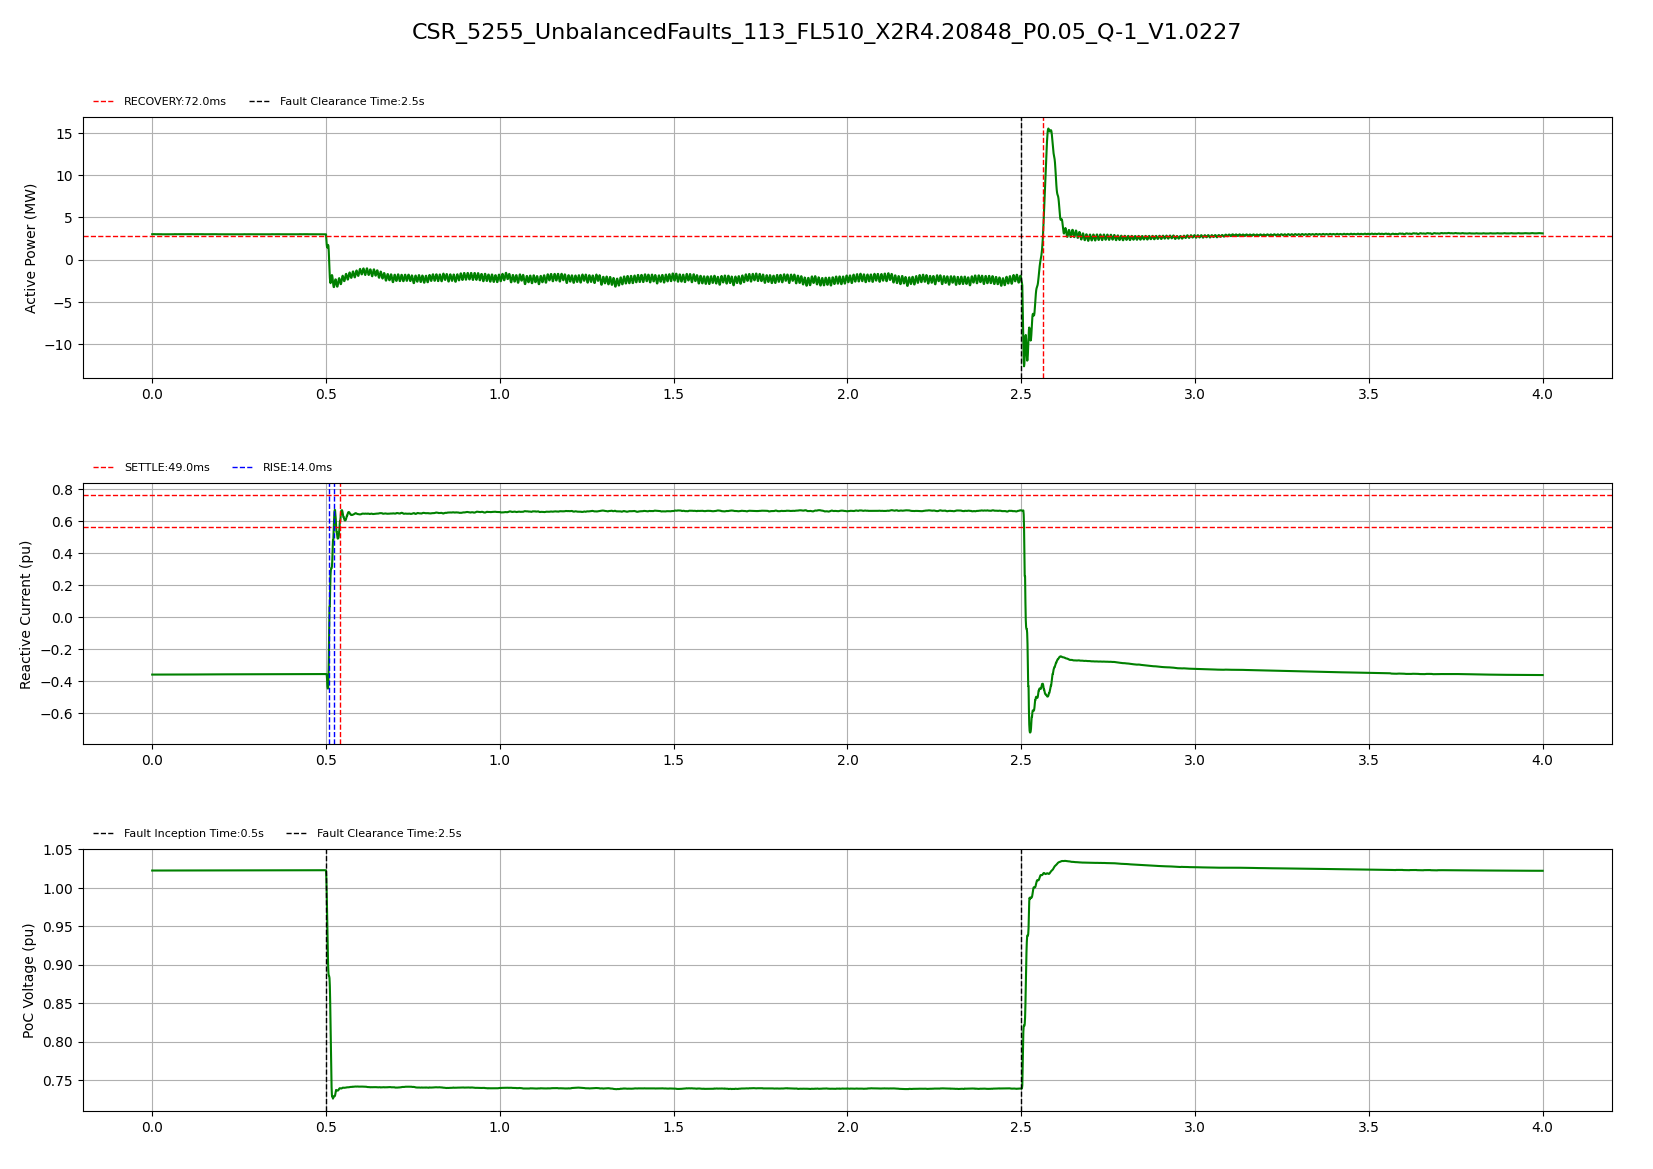 CSR_5255_UnbalancedFaults_113_FL510_X2R4.20848_P0.05_Q-1_V1.0227
RECOVERY:72.0ms Fault Clearance Time:2.5s
Active Power (MW)
15
10
5
0
−5
−10
0.0 0.5 1.0 1.5 2.0 2.5 3.0 3.5 4.0
SETTLE:49.0ms RISE:14.0ms
Reactive Current (pu)
0.8
0.6
0.4
0.2
0.0
−0.2
−0.4
−0.6
0.0 0.5 1.0 1.5 2.0 2.5 3.0 3.5 4.0
Fault Inception Time:0.5s Fault Clearance Time:2.5s
PoC Voltage (pu)
1.05
1.00
0.95
0.90
0.85
0.80
0.75
0.0 0.5 1.0 1.5 2.0 2.5 3.0 3.5 4.0